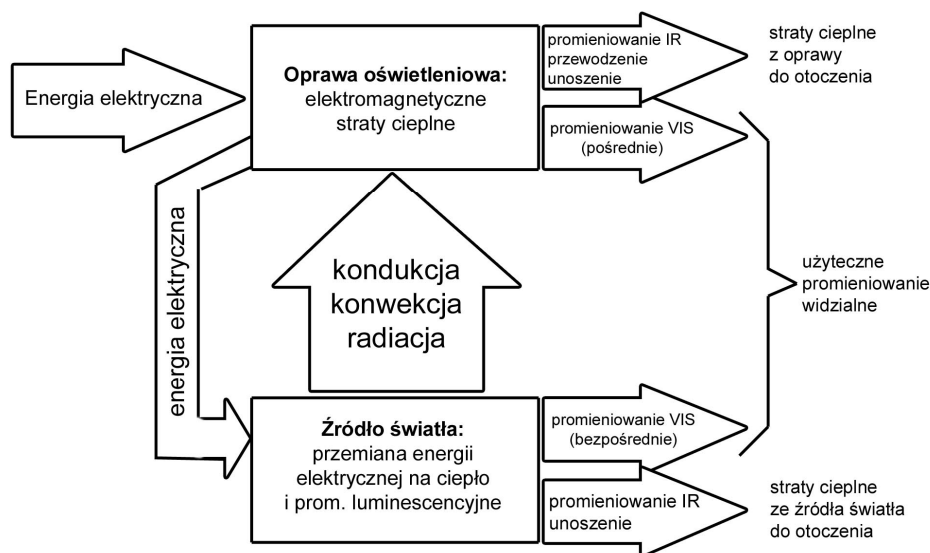 Energia elektryczna
Oprawa oświetleniowa:
elektromagnetyczne
straty cieplne
promieniowanie IR
przewodzenie
unoszenie
straty cieplne
z oprawy
do otoczenia
promieniowanie VIS
(pośrednie)
energia elektryczna
kondukcja
konwekcja
radiacja
użyteczne
promieniowanie
widzialne
Źródło światła:
przemiana energii
elektrycznej na ciepło
i prom. luminescencyjne
promieniowanie VIS
(bezpośrednie)
promieniowanie IR
unoszenie
straty cieplne
ze źródła światła
do otoczenia